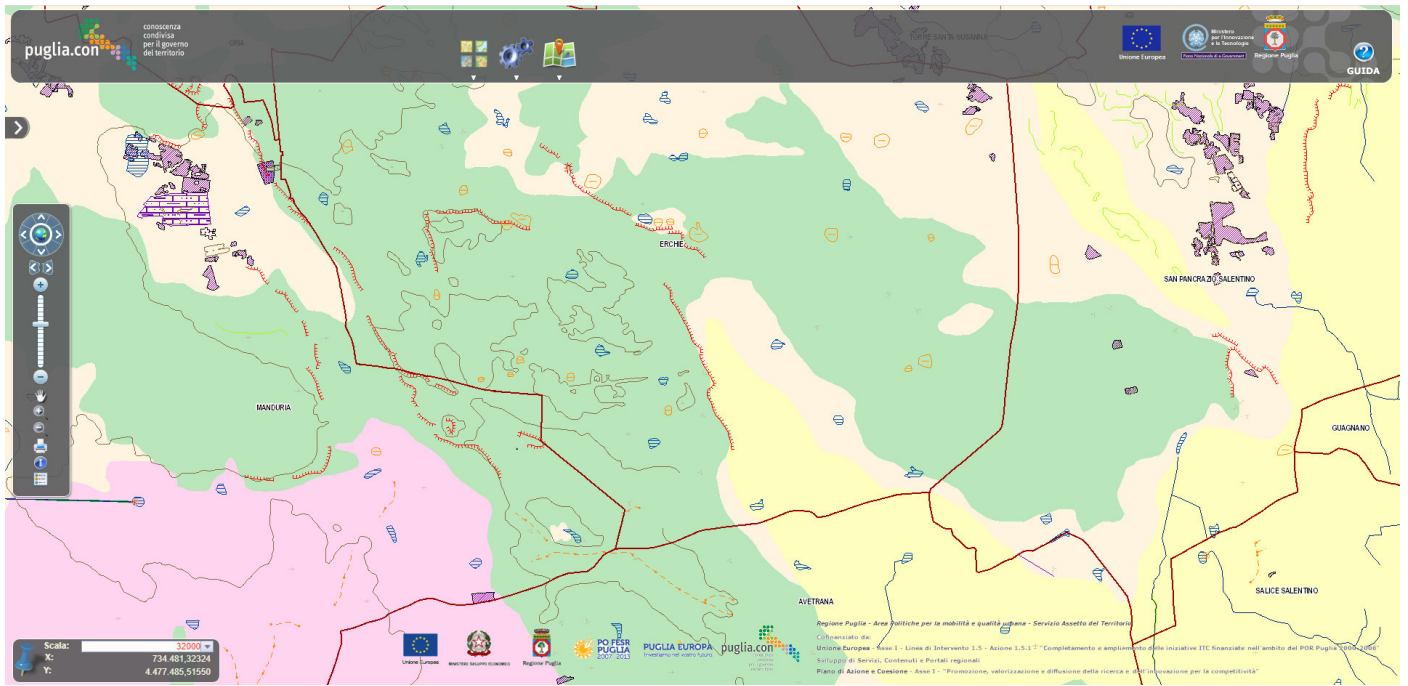 puglia.con
conoscenza
condivisa
per il governo
del territorio
ORIA
TORRE SANTA SUSANNA
Unione Europea
Ministero
per l'Innovazione
e le Tecnologie
Regione Puglia
GUIDA
ERCHIE
SAN PANCRAZIO SALENTINO
MANDURIA
GUAGNANO
SALICE SALENTINO
AVETRANA
Scala: 32000
X: 734.481,32324
Y: 4.477.485,51550
Unione Europea
MINISTERO SVILUPPO ECONOMICO
Regione Puglia
PO FESR
PUGLIA
2007-2013
PUGLIA EUROPA
Investiamo nel vostro futuro
puglia.con
Regione Puglia - Area Politiche per la mobilità e qualità urbana - Servizio Assetto del Territorio
Cofinanziato da:
Unione Europea - Asse I - Linea di Intervento 1.5 - Azione 1.5.1 - "Completamento e ampliamento delle iniziative ITC finanziate nell'ambito del POR Puglia 2000-2006"
Sviluppo di Servizi, Contenuti e Portali regionali
Piano di Azione e Coesione - Asse I - "Promozione, valorizzazione e diffusione della ricerca e dell'innovazione per la competitività"